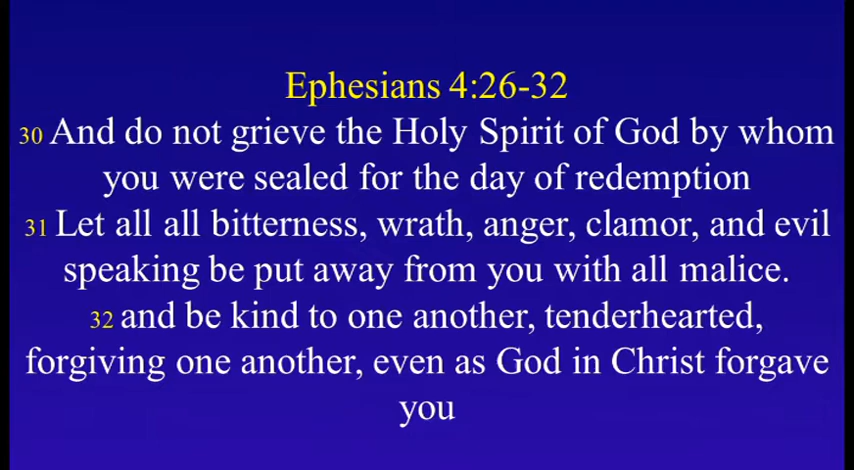 Ephesians 4:26-32
30 And do not grieve the Holy Spirit of God by whom
you were sealed for the day of redemption
31 Let all all bitterness, wrath, anger, clamor, and evil
speaking be put away from you with all malice.
32 and be kind to one another, tenderhearted,
forgiving one another, even as God in Christ forgave
you